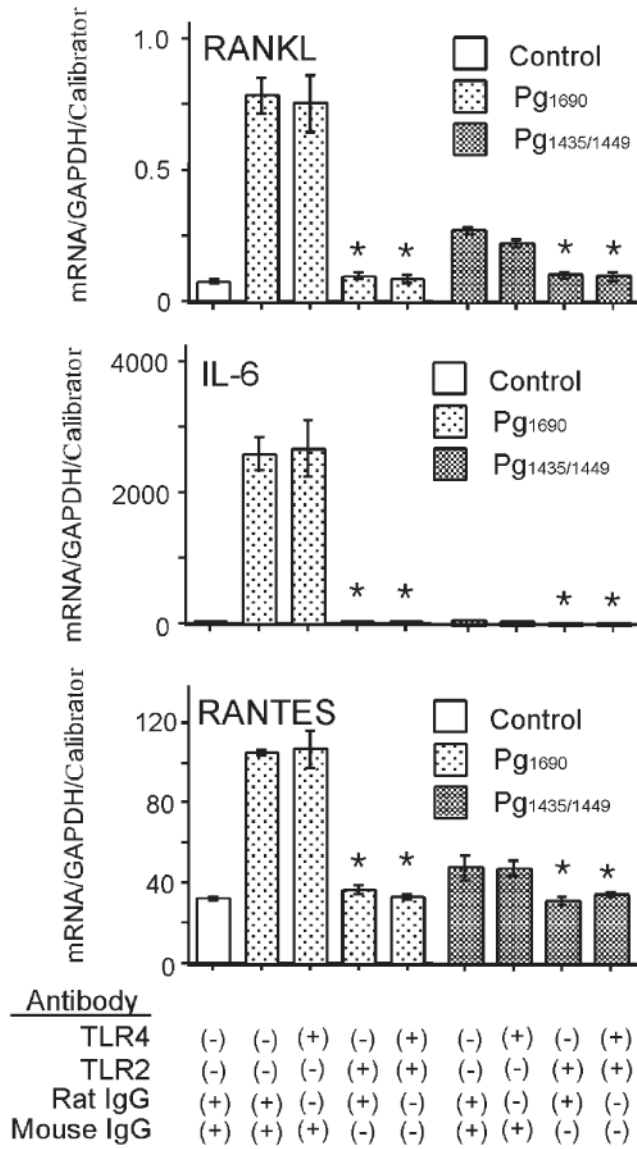 RANKL
mRNA/GAPDH/Calibrator
1.0
0.5
0
Control
Pg1690
Pg1435/1449
* * * *
IL-6
mRNA/GAPDH/Calibrator
4000
2000
0
Control
Pg1690
Pg1435/1449
* * * *
RANTES
mRNA/GAPDH/Calibrator
120
80
40
0
Control
Pg1690
Pg1435/1449
* * * *
Antibody
TLR4 (-) (-) (+) (-) (+) (-) (+) (-) (+)
TLR2 (-) (-) (-) (+) (+) (-) (-) (+) (+)
Rat IgG (+) (+) (-) (+) (-) (+) (-) (+) (-)
Mouse IgG (+) (+) (+) (-) (-) (+) (+) (-) (-)